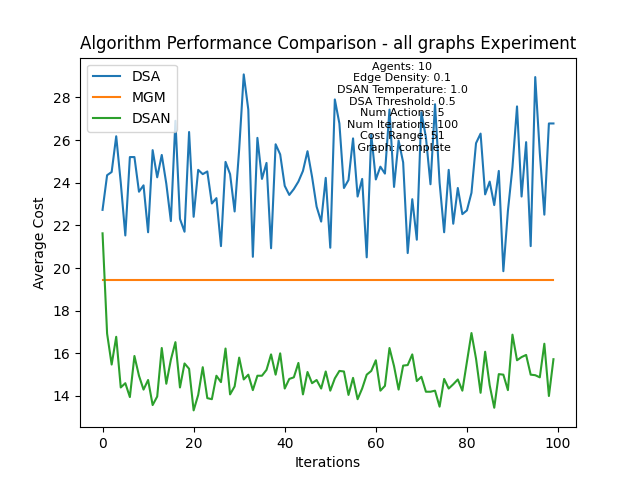 Algorithm Performance Comparison - all graphs Experiment
DSA
MGM
DSAN
Agents: 10
Edge Density: 0.1
DSAN Temperature: 1.0
DSA Threshold: 0.5
Num Actions:
Num Iterations: 100
Cost Range: 51
Graph: complete
28
26
24
22
20
18
16
14
Average Cost
0
20
40
60
80
100
Iterations